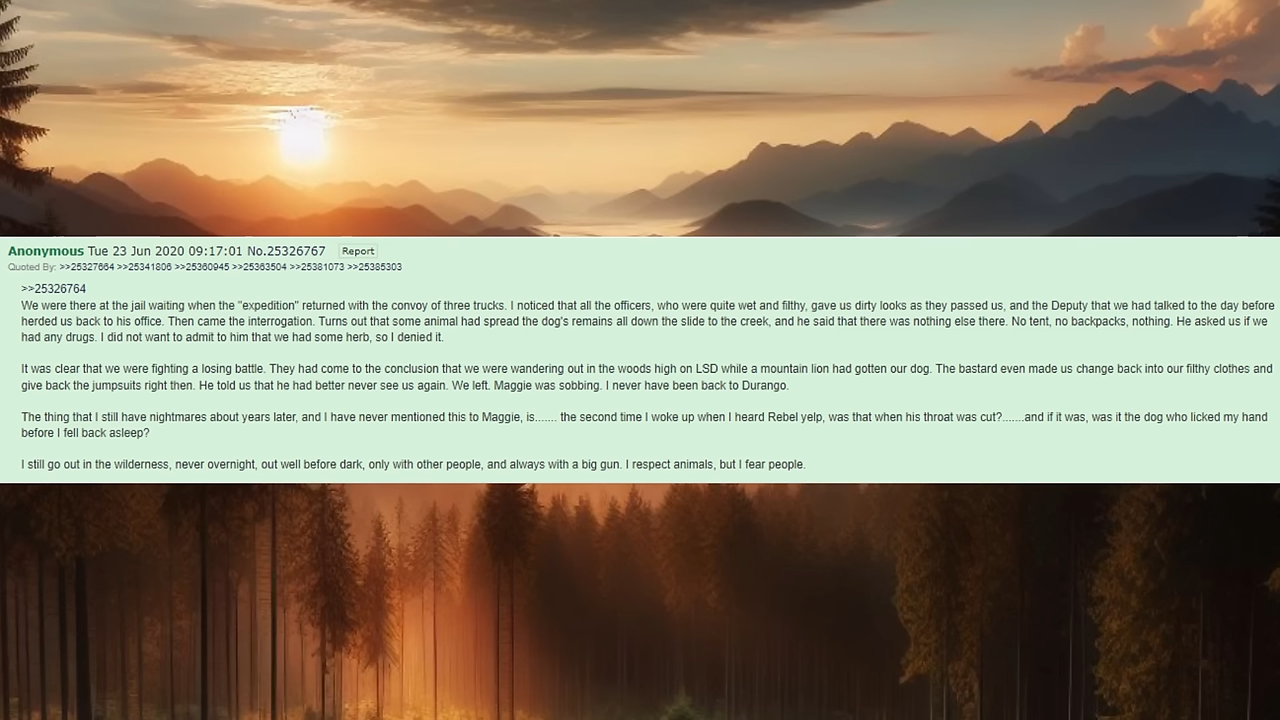 Anonymous Tue 23 Jun 2020 09:17:01 No.25326767 Report
Quoted By: >>25327664 >>25341806 >>25360945 >>25363504 >>25381073 >>25385303
>>25326764
We were there at the jail waiting when the "expedition" returned with the convoy of three trucks. I noticed that all the officers, who were quite wet and filthy, gave us dirty looks as they passed us, and the Deputy that we had talked to the day before
herded us back to his office. Then came the interrogation. Turns out that some animal had spread the dog's remains all down the slide to the creek, and he said that there was nothing else there. No tent, no backpacks, nothing. He asked us if we
had any drugs. I did not want to admit to him that we had some herb, so I denied it.
It was clear that we were fighting a losing battle. They had come to the conclusion that we were wandering out in the woods high on LSD while a mountain lion had gotten our dog. The bastard even made us change back into our filthy clothes and
give back the jumpsuits right then. He told us that he had better never see us again. We left. Maggie was sobbing. I never have been back to Durango.
The thing that I still have nightmares about years later, and I have never mentioned this to Maggie, is....... the second time I woke up when I heard Rebel yelp, was that when his throat was cut?.......and if it was, was it the dog who licked my hand
before I fell back asleep?
I still go out in the wilderness, never overnight, out well before dark, only with other people, and always with a big gun. I respect animals, but I fear people.